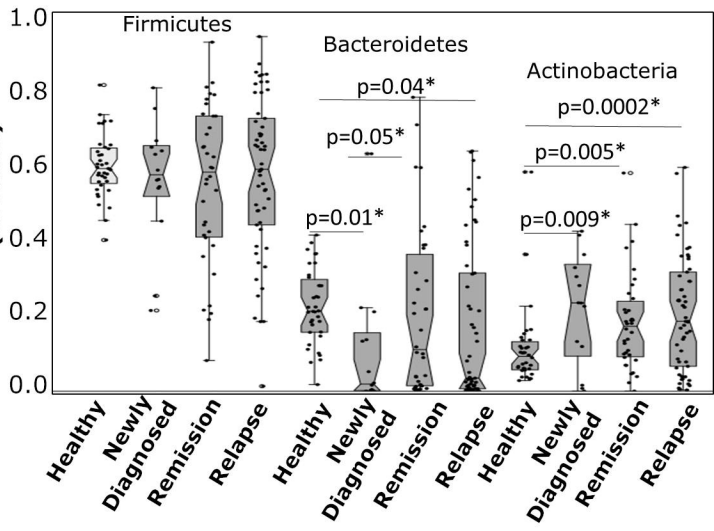 1.0
0.8
0.6
0.4
0.2
0.0
Firmicutes
Bacteroidetes
Actinobacteria
p=0.04*
p=0.05*
p=0.01*
p=0.0002*
p=0.005*
p=0.009*
Healthy
Newly
Diagnosed
Remission
Relapse
Healthy
Newly
Diagnosed
Remission
Relapse
Healthy
Newly
Diagnosed
Remission
Relapse